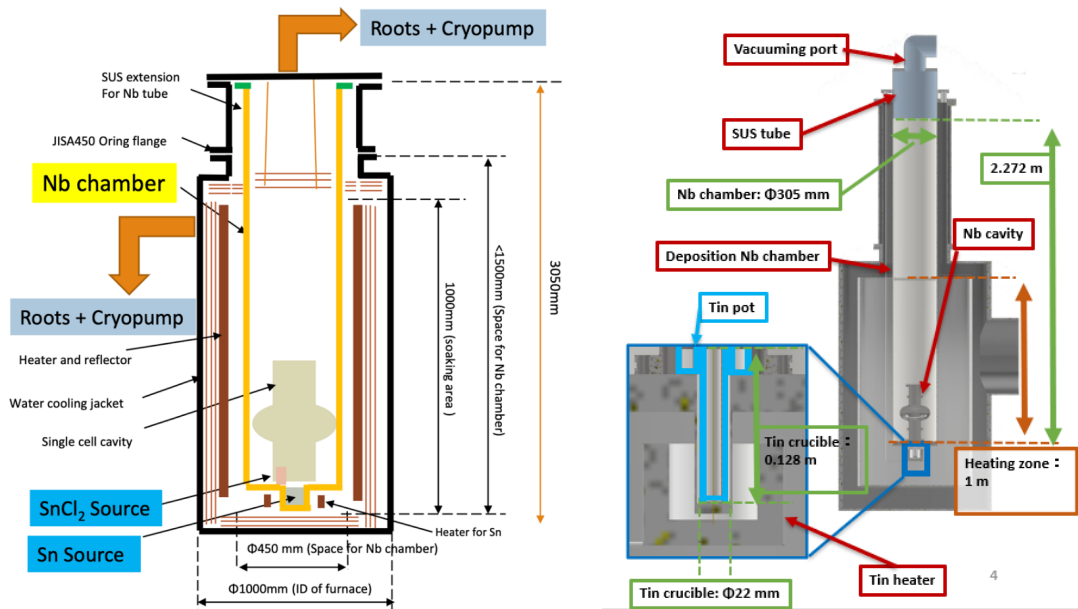 Roots + Cryopump
SUS extension
For Nb tube
JISA450 Oring flange
Nb chamber
Roots + Cryopump
Heater and reflector
Water cooling jacket
Single cell cavity
SnCl2 Source
Sn Source
Heater for Sn
Φ450 mm (Space for Nb chamber)
Φ1000mm (ID of furnace)
1000mm (soaking area )
<1500mm (Space for Nb chamber)
3050mm
Vacuuming port
SUS tube
Nb chamber: Φ305 mm
2.272 m
Nb cavity
Deposition Nb chamber
Tin pot
Tin crucible：
0.128 m
Heating zone：
1 m
Tin heater
Tin crucible: Φ22 mm
4